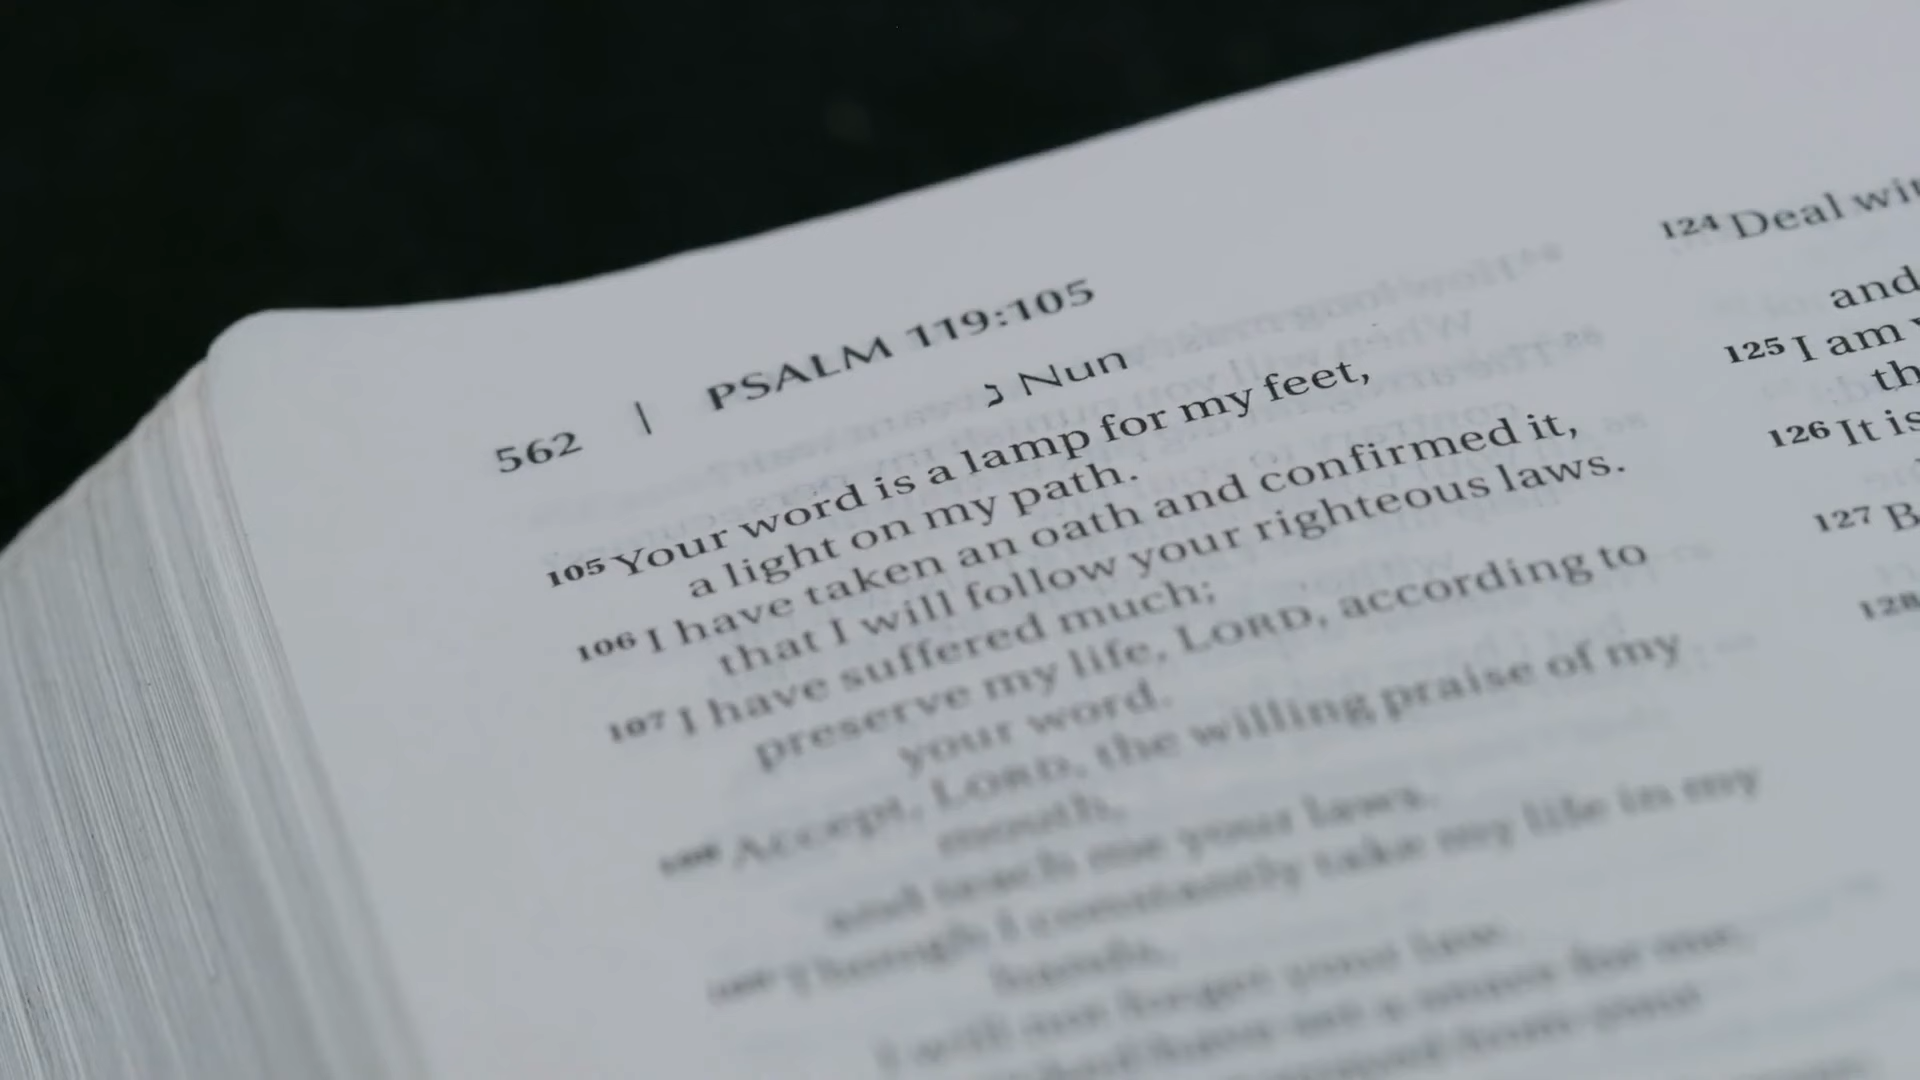 562 | PSALM 119:105
נ Nun
105 Your word is a lamp for my feet,
a light on my path.
106 I have taken an oath and confirmed it,
that I will follow your righteous laws.
107 I have suffered much;
preserve my life, LORD, according to
your word.
108 Accept, LORD, the willing praise of my
mouth,
and teach me your laws.
109 Though I constantly take my life in my
hands,
I will not forget your law.
124 Deal wit
and
125 I am
th
126 It is
127 B
128